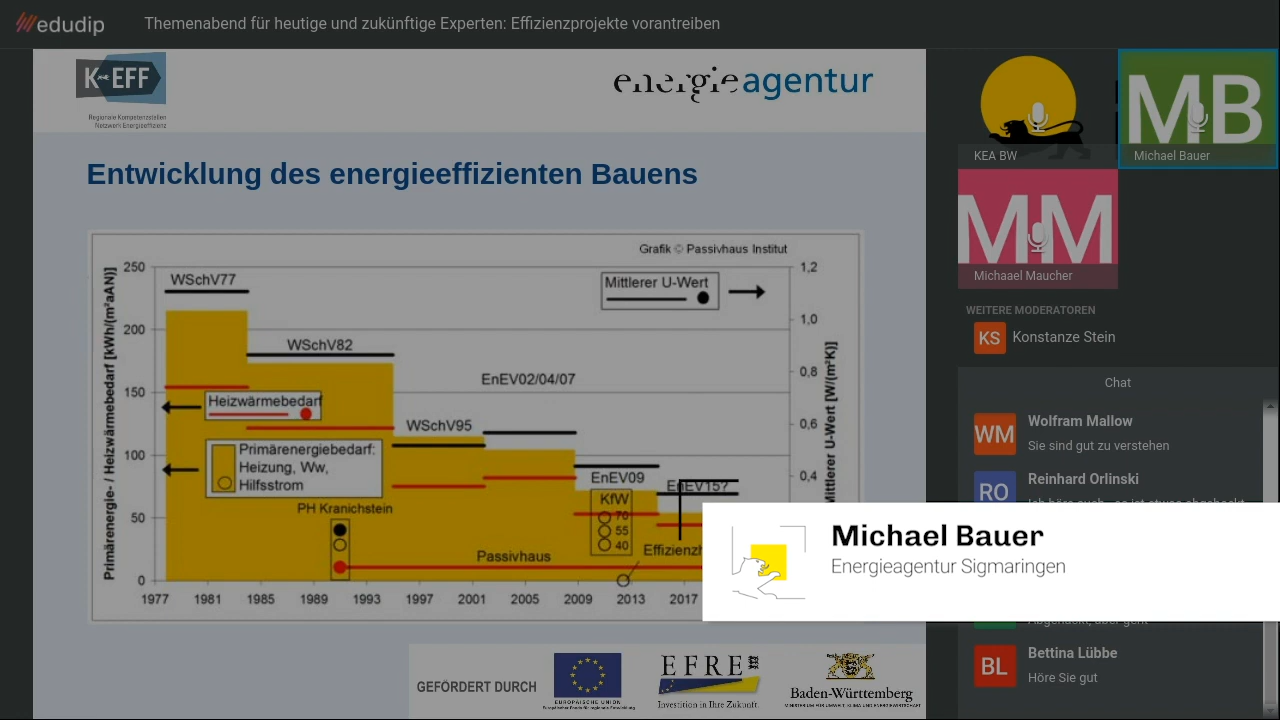 edudip
Themenabend für heutige und zukünftige Experten: Effizienzprojekte vorantreiben
K EFF
Regionale Kompetenzstellen
Netzwerk Energieeffizienz
energieagentur
Entwicklung des energieeffizienten Bauens
Grafik © Passivhaus Institut
Primärenergie- / Heizwärmebedarf [kWh/(m²aAN)]
250
200
150
100
50
0
WSchV77
WSchV82
WSchV95
EnEV02/04/07
EnEV09
EnEV15?
Mittlerer U-Wert
Heizwärmebedarf
Primärenergiebedarf:
Heizung, Ww,
Hilfsstrom
PH Kranichstein
KfW
70
55
40
Passivhaus
1,2
1,0
0,8
0,6
0,4
Mittlerer U-Wert [W/(m²K)]
1977
1981
1985
1989
1993
1997
2001
2005
2009
2013
2017
GEFÖRDERT DURCH
EUROPÄISCHE UNION
EFRE
Investition in Ihre Zukunft
Baden-Württemberg
KEA BW
MB
Michael Bauer
MM
Michaael Maucher
WEITERE MODERATOREN
KS
Konstanze Stein
Chat
WM
Wolfram Mallow
Sie sind gut zu verstehen
RO
Reinhard Orlinski
Michael Bauer
Energieagentur Sigmaringen
BL
Bettina Lübbe
Höre Sie gut